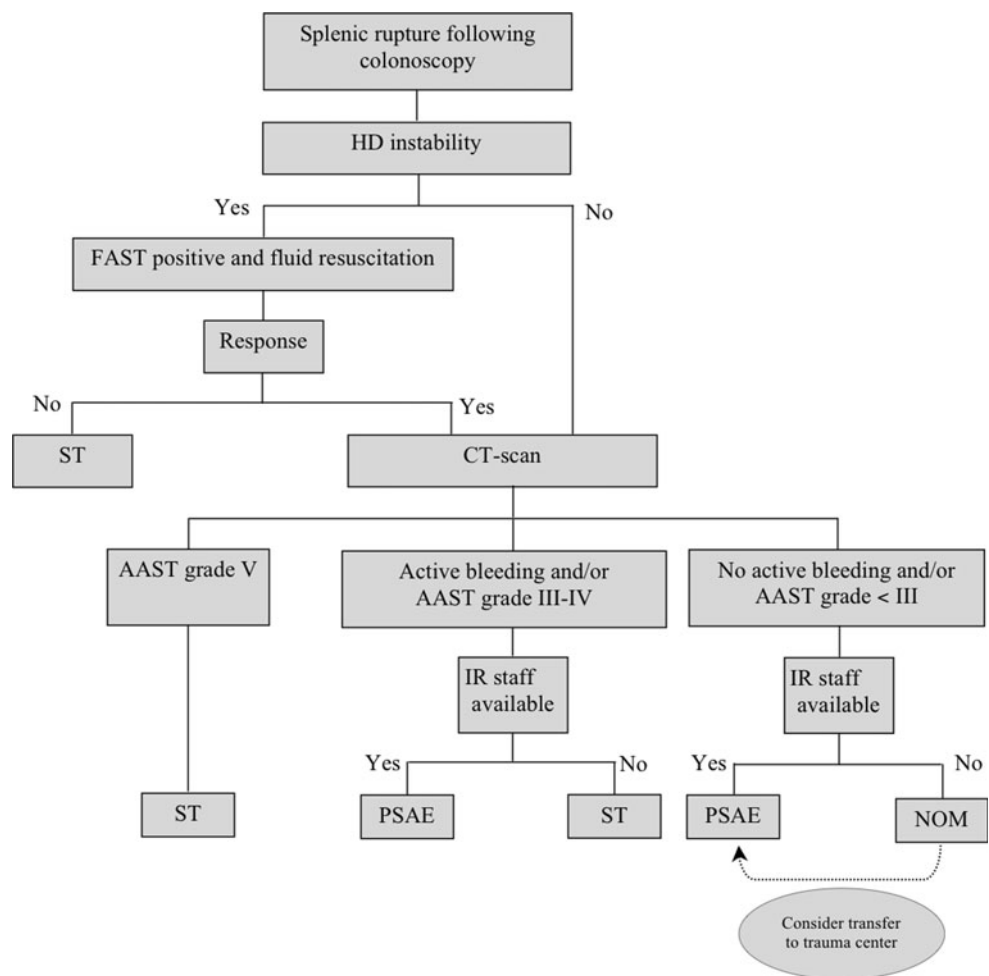 Splenic rupture following
colonoscopy
HD instability
Yes
No
FAST positive and fluid resuscitation
Response
No
Yes
ST
CT-scan
AAST grade V
Active bleeding and/or
AAST grade III-IV
No active bleeding and/or
AAST grade < III
IR staff
available
IR staff
available
Yes
No
Yes
No
ST
PSAE
ST
PSAE
NOM
Consider transfer
to trauma center